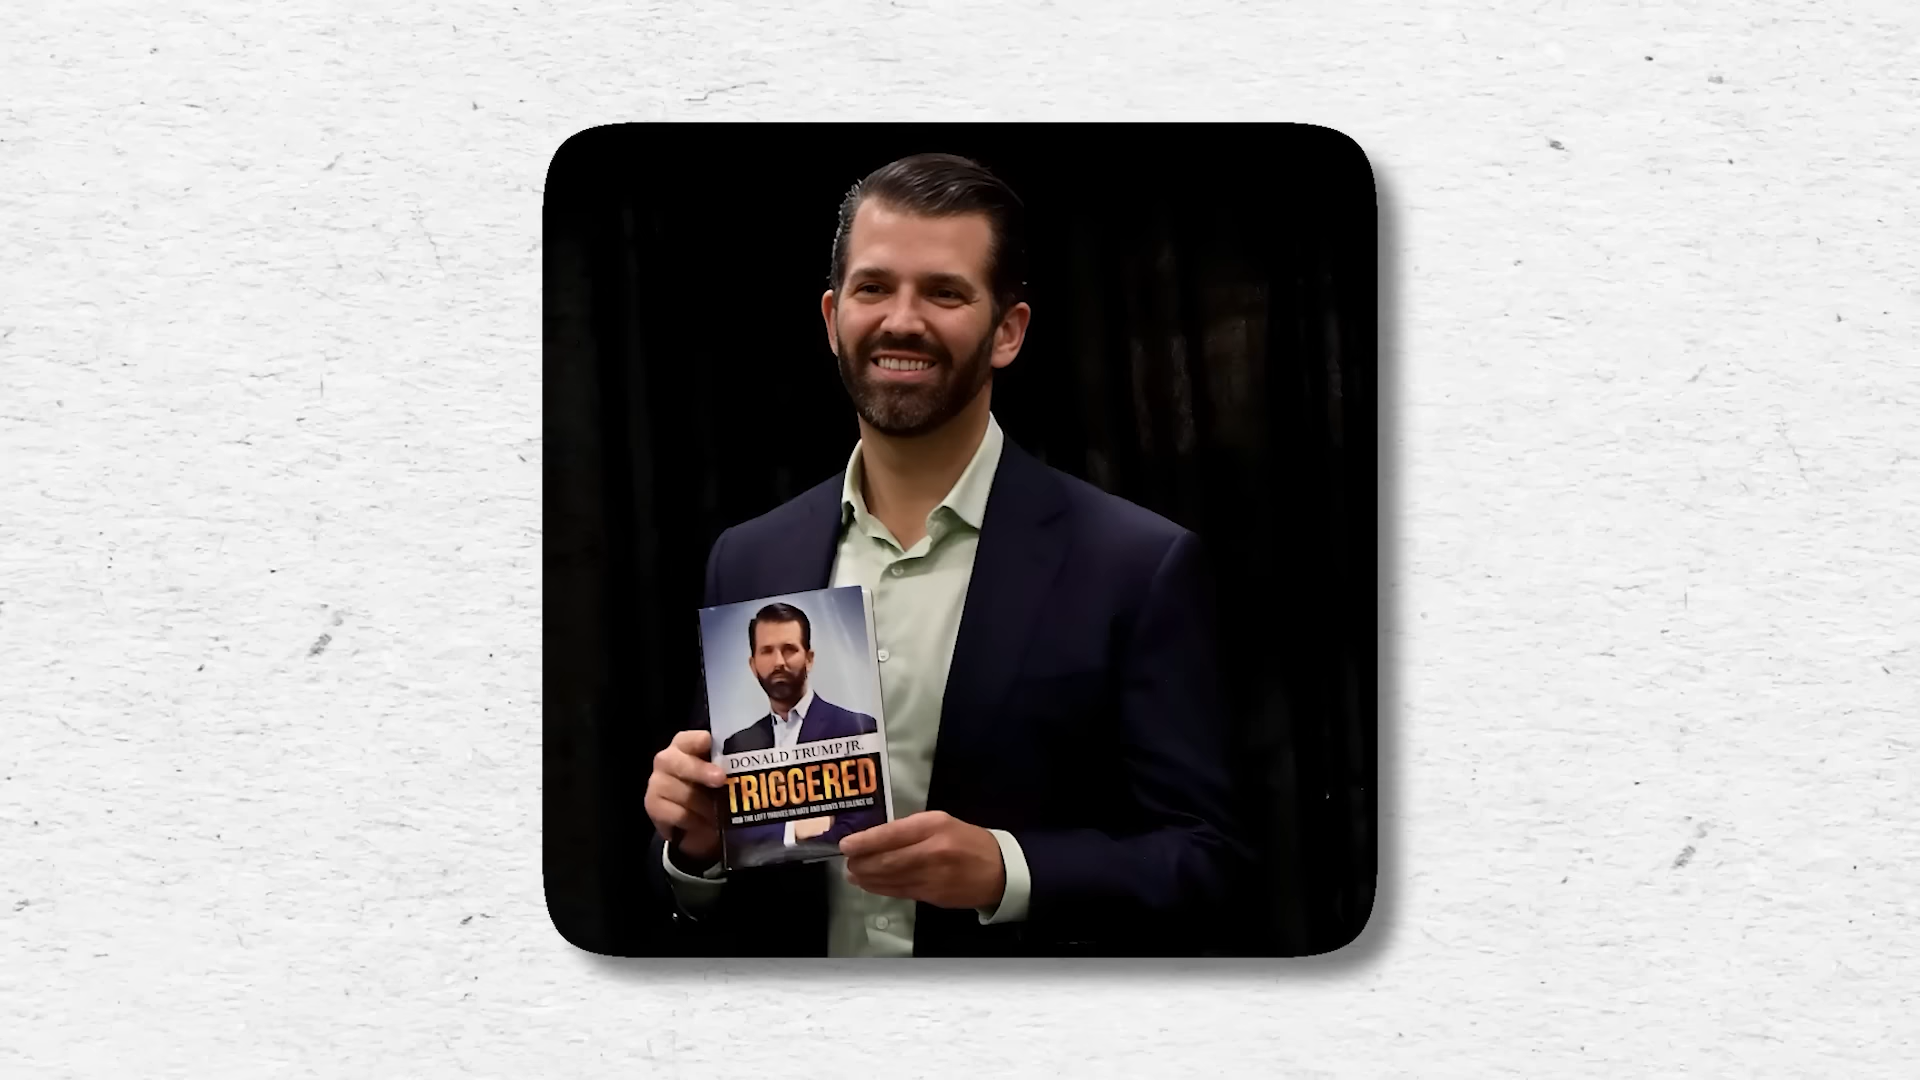 DONALD TRUMP JR.
TRIGGERED
HOW THE LEFT THRIVES ON HATE AND WANTS TO SILENCE US